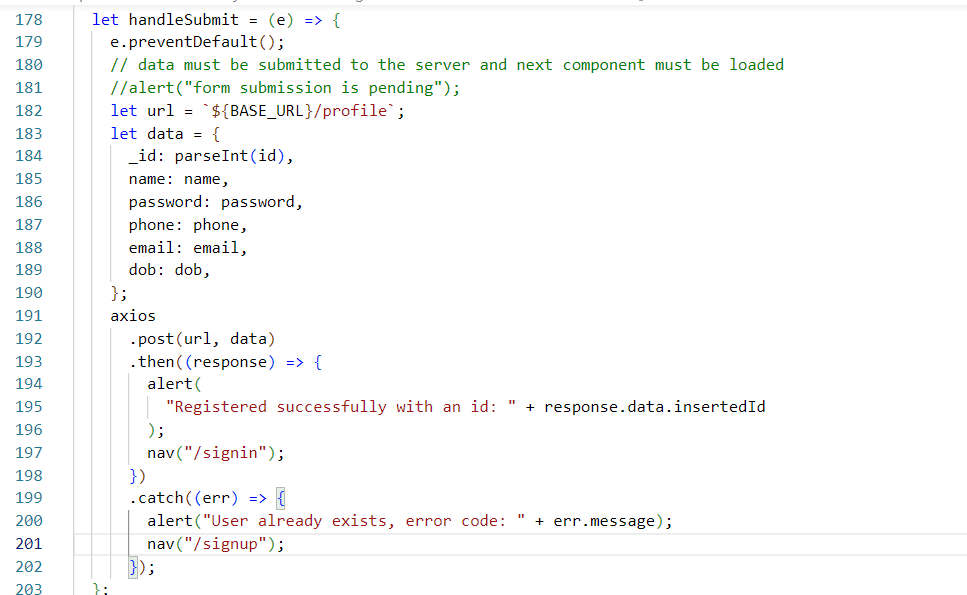 178 let handleSubmit = (e) => {
179 e.preventDefault();
180 // data must be submitted to the server and next component must be loaded
181 //alert("form submission is pending");
182 let url = `${BASE_URL}/profile`;
183 let data = {
184 _id: parseInt(id),
185 name: name,
186 password: password,
187 phone: phone,
188 email: email,
189 dob: dob,
190 };
191 axios
192 .post(url, data)
193 .then((response) => {
194 alert(
195 "Registered successfully with an id: " + response.data.insertedId
196 );
197 nav("/signin");
198 })
199 .catch((err) => {
200 alert("User already exists, error code: " + err.message);
201 nav("/signup");
202 });
203 };